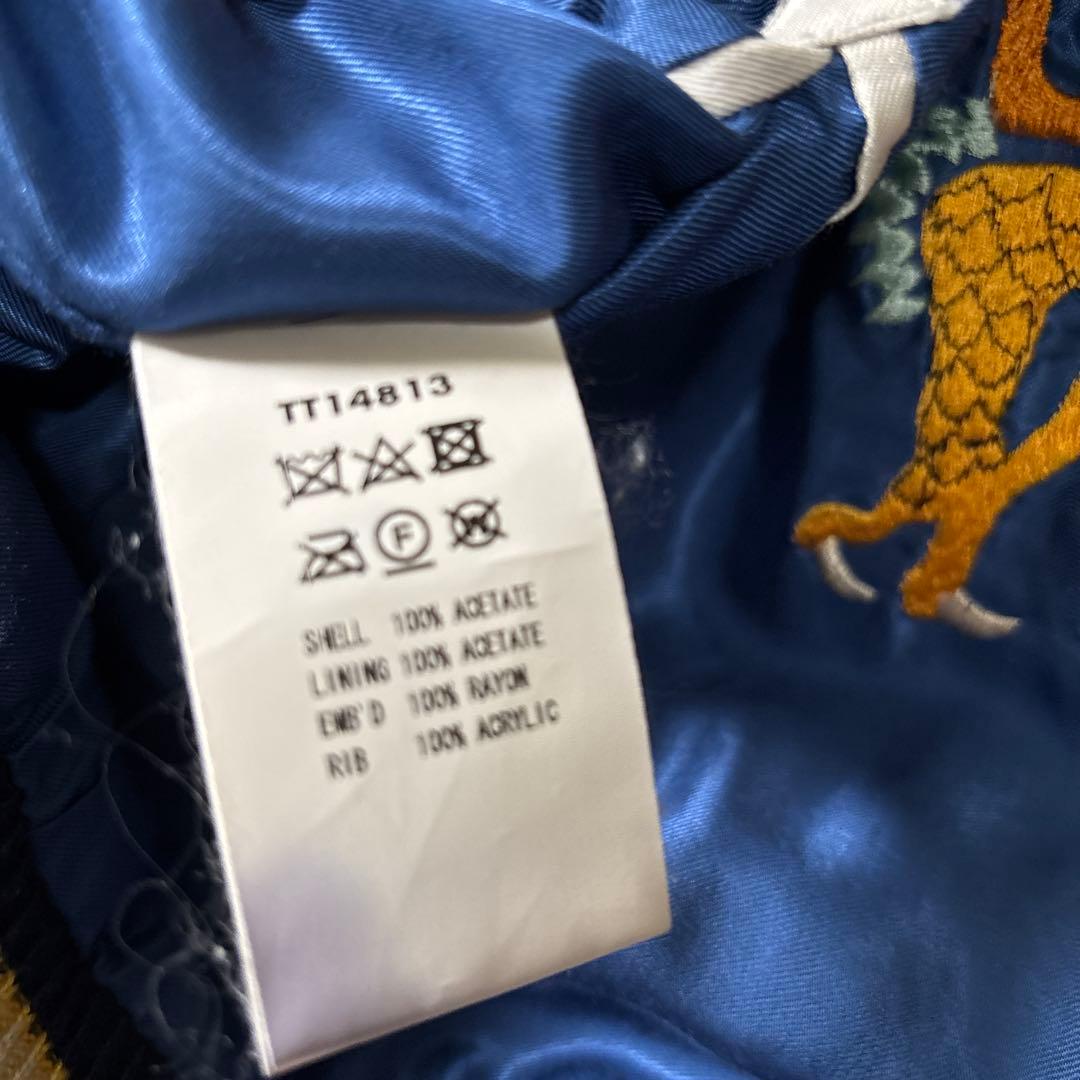 TT14813
F
W
SHELL 100% ACETATE
LINING 100% ACETATE
EMB'D 100% RAYON
RIB 100% ACRYLIC